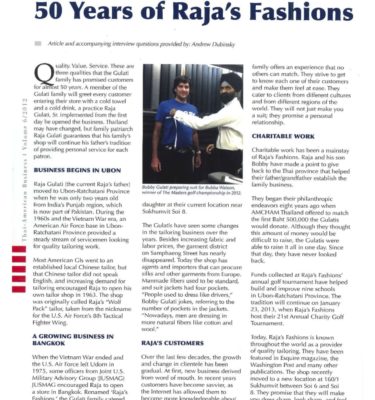 50 Years of Raja's Fashions
Article and accompanying interview questions provided by: Andrew Dubinsky
Thai-American Business | Volume 6/2012
Quality. Value. Service. These are
three qualities that the Gulati
family has promised customers
for almost 50 years. A member of the
Gulati family will greet every customer
entering their store with a cold towel
and a cold drink, a practice Raja
Gulati, Sr. implemented from the first
day he opened the business. Thailand
may have changed, but family patriarch
Raja Gulati guarantees that his family's
shop will continue his father's tradition
of providing personal service for each
patron.
BUSINESS BEGINS IN UBON
Raja Gulati (the current Raja's father)
moved to Ubon-Ratchatani Province
when he was only two years old
from India's Punjab region, which
is now part of Pakistan. During the
1960s and the Vietnam War era, an
American Air Force base in Ubon-
Ratchatani Province provided a
steady stream of servicemen looking
for quality tailoring work.
Most American GIs went to an
established local Chinese tailor, but
that Chinese tailor did not speak
English, and increasing demand for
tailoring encouraged Raja to open his
own tailor shop in 1963. The shop
was originally called Raja's "Wolf
Pack" tailor, taken from the nickname
for the U.S. Air Force's 8th Tactical
Fighter Wing.
A GROWING BUSINESS IN
BANGKOK
When the Vietnam War ended and
the U.S. Air Force left Udorn in
1975, some officers from Joint U.S.
Military Advisory Group (JUSMAG)
(JUSMAG) encouraged Raja to open
a store in Bangkok. Renamed "Raja's
Bobby Gulati preparing suit for Bubba Watson,
winner of The Masters golf championship in 2012.
daughter at their current location near
Sukhumvit Soi 8.
The Gulatis have seen some changes
in the tailoring business over the
years. Besides increasing fabric and
labor prices, the garment district
on Samphaeng Street has nearly
disappeared. Today the shop has
agents and importers that can procure
silks and other garments from Europe.
Manmade fibers used to be standard,
and suit jackets had four pockets.
"People used to dress like drivers,"
Bobby Gulati jokes, referring to the
number of pockets in the jackets.
"Nowadays, men are dressing in
more natural fibers like cotton and
wool."
RAJA'S CUSTOMERS
Over the last few decades, the growth
and change in clientele has been
gradual. At first, new business derived
from word of mouth. In recent years
customers have become savvier, as
the Internet has allowed them to
become more knowledgeable about
family offers an experience that no
others can match. They strive to get
to know each one of their customers
and make them feel at ease. They
cater to clients from different cultures
and from different regions of the
world. They will not just make you
a suit; they promise a personal
relationship.
CHARITABLE WORK
Charitable work has been a mainstay
of Raja's Fashions. Raja and his son
Bobby have made a point to give
back to the Thai province that helped
their father/grandfather establish the
family business.
They began their philanthropic
endeavors eight years ago when
AMCHAM Thailand offered to match
the first Baht 500,000 the Gulatis
would donate. Although they thought
this amount of money would be
difficult to raise, the Gulatis were
able to raise it all in one day. Since
that day, they have never looked
back.
Funds collected at Raja's Fashions'
annual golf tournament have helped
build and improve nine schools
in Ubon-Ratchathani Province. The
tradition will continue on January
23, 2013, when Raja's Fashions
host their 21st Annual Charity Golf
Tournament.
Today, Raja's Fashions is known
throughout the world as a provider
of quality tailoring. They have been
featured in Esquire magazine, the
Washington Post and many other
publications. The shop recently
moved to a new location at 160/1
Sukhumvit between Soi 6 and Soi
8. They promise that they will make